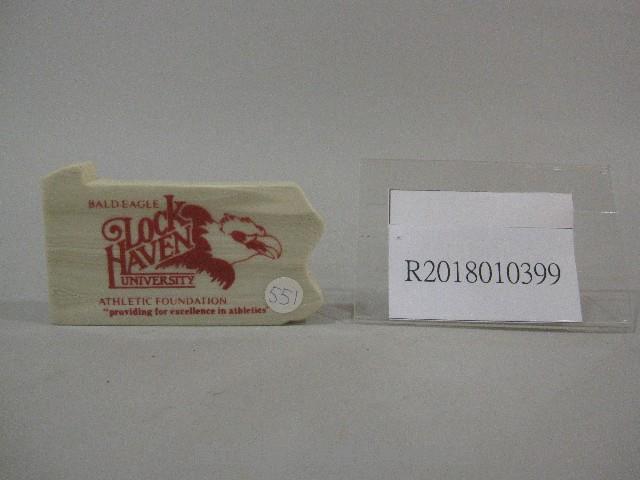 BALD EAGLE
LOCK
HAVEN
UNIVERSITY
ATHLETIC FOUNDATION
"providing for excellence in athletics"
551
R2018010399